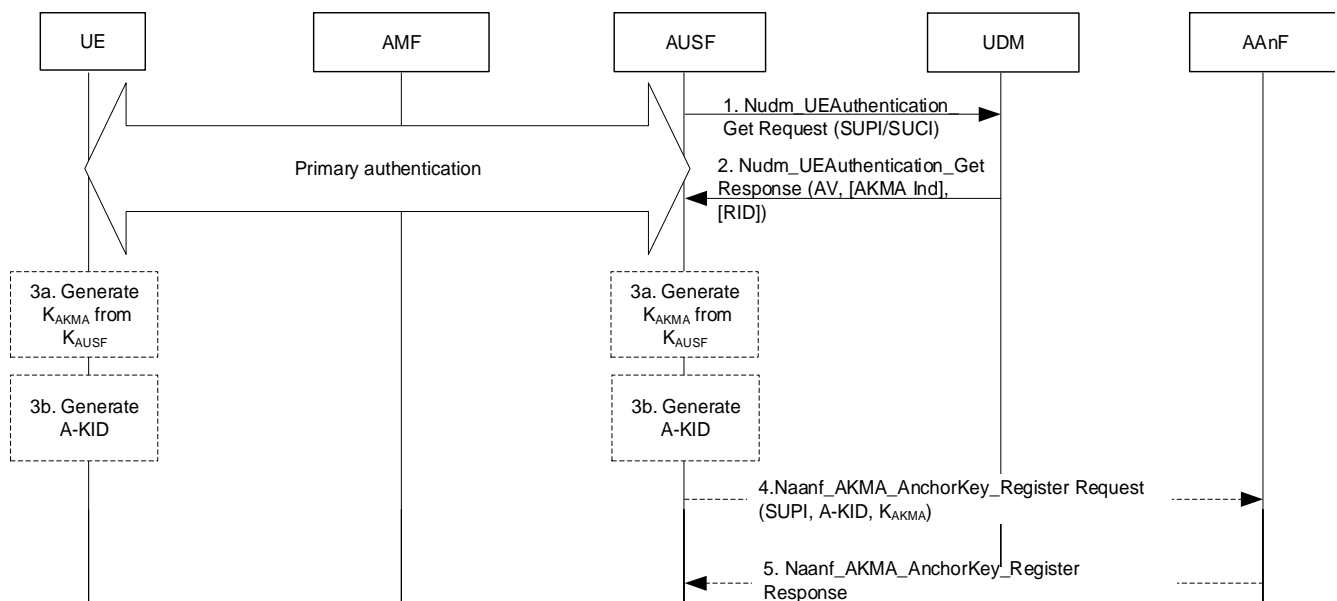 UE
AMF
AUSF
UDM
AAnF
1. Nudm_UEAuthentication_
Get Request (SUPI/SUCI)
Primary authentication
2. Nudm_UEAuthentication_Get
Response (AV, [AKMA Ind],
[RID])
3a. Generate
KAKMA from
KAUSF
3a. Generate
KAKMA from
KAUSF
3b. Generate
A-KID
3b. Generate
A-KID
4.Naanf_AKMA_AnchorKey_Register Request
(SUPI, A-KID, KAKMA)
5. Naanf_AKMA_AnchorKey_Register
Response